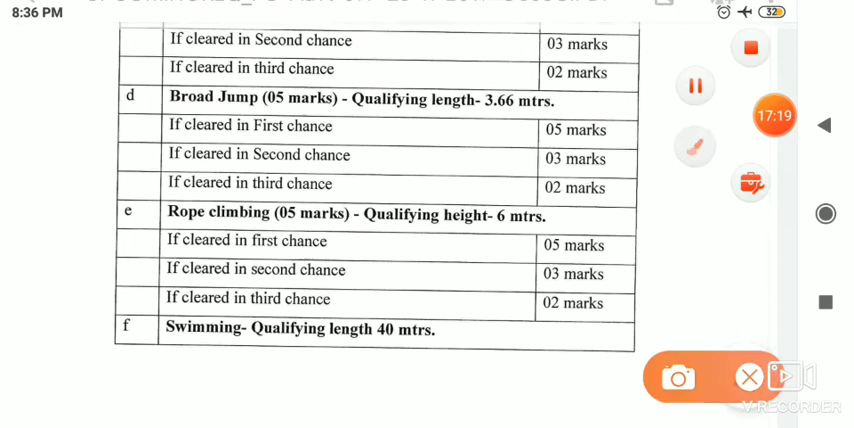 8:36 PM
32
If cleared in Second chance 03 marks
If cleared in third chance 02 marks
d Broad Jump (05 marks) - Qualifying length- 3.66 mtrs.
If cleared in First chance 05 marks
If cleared in Second chance 03 marks
If cleared in third chance 02 marks
e Rope climbing (05 marks) - Qualifying height- 6 mtrs.
If cleared in first chance 05 marks
If cleared in second chance 03 marks
If cleared in third chance 02 marks
f Swimming- Qualifying length 40 mtrs.
17:19
V RECORDER